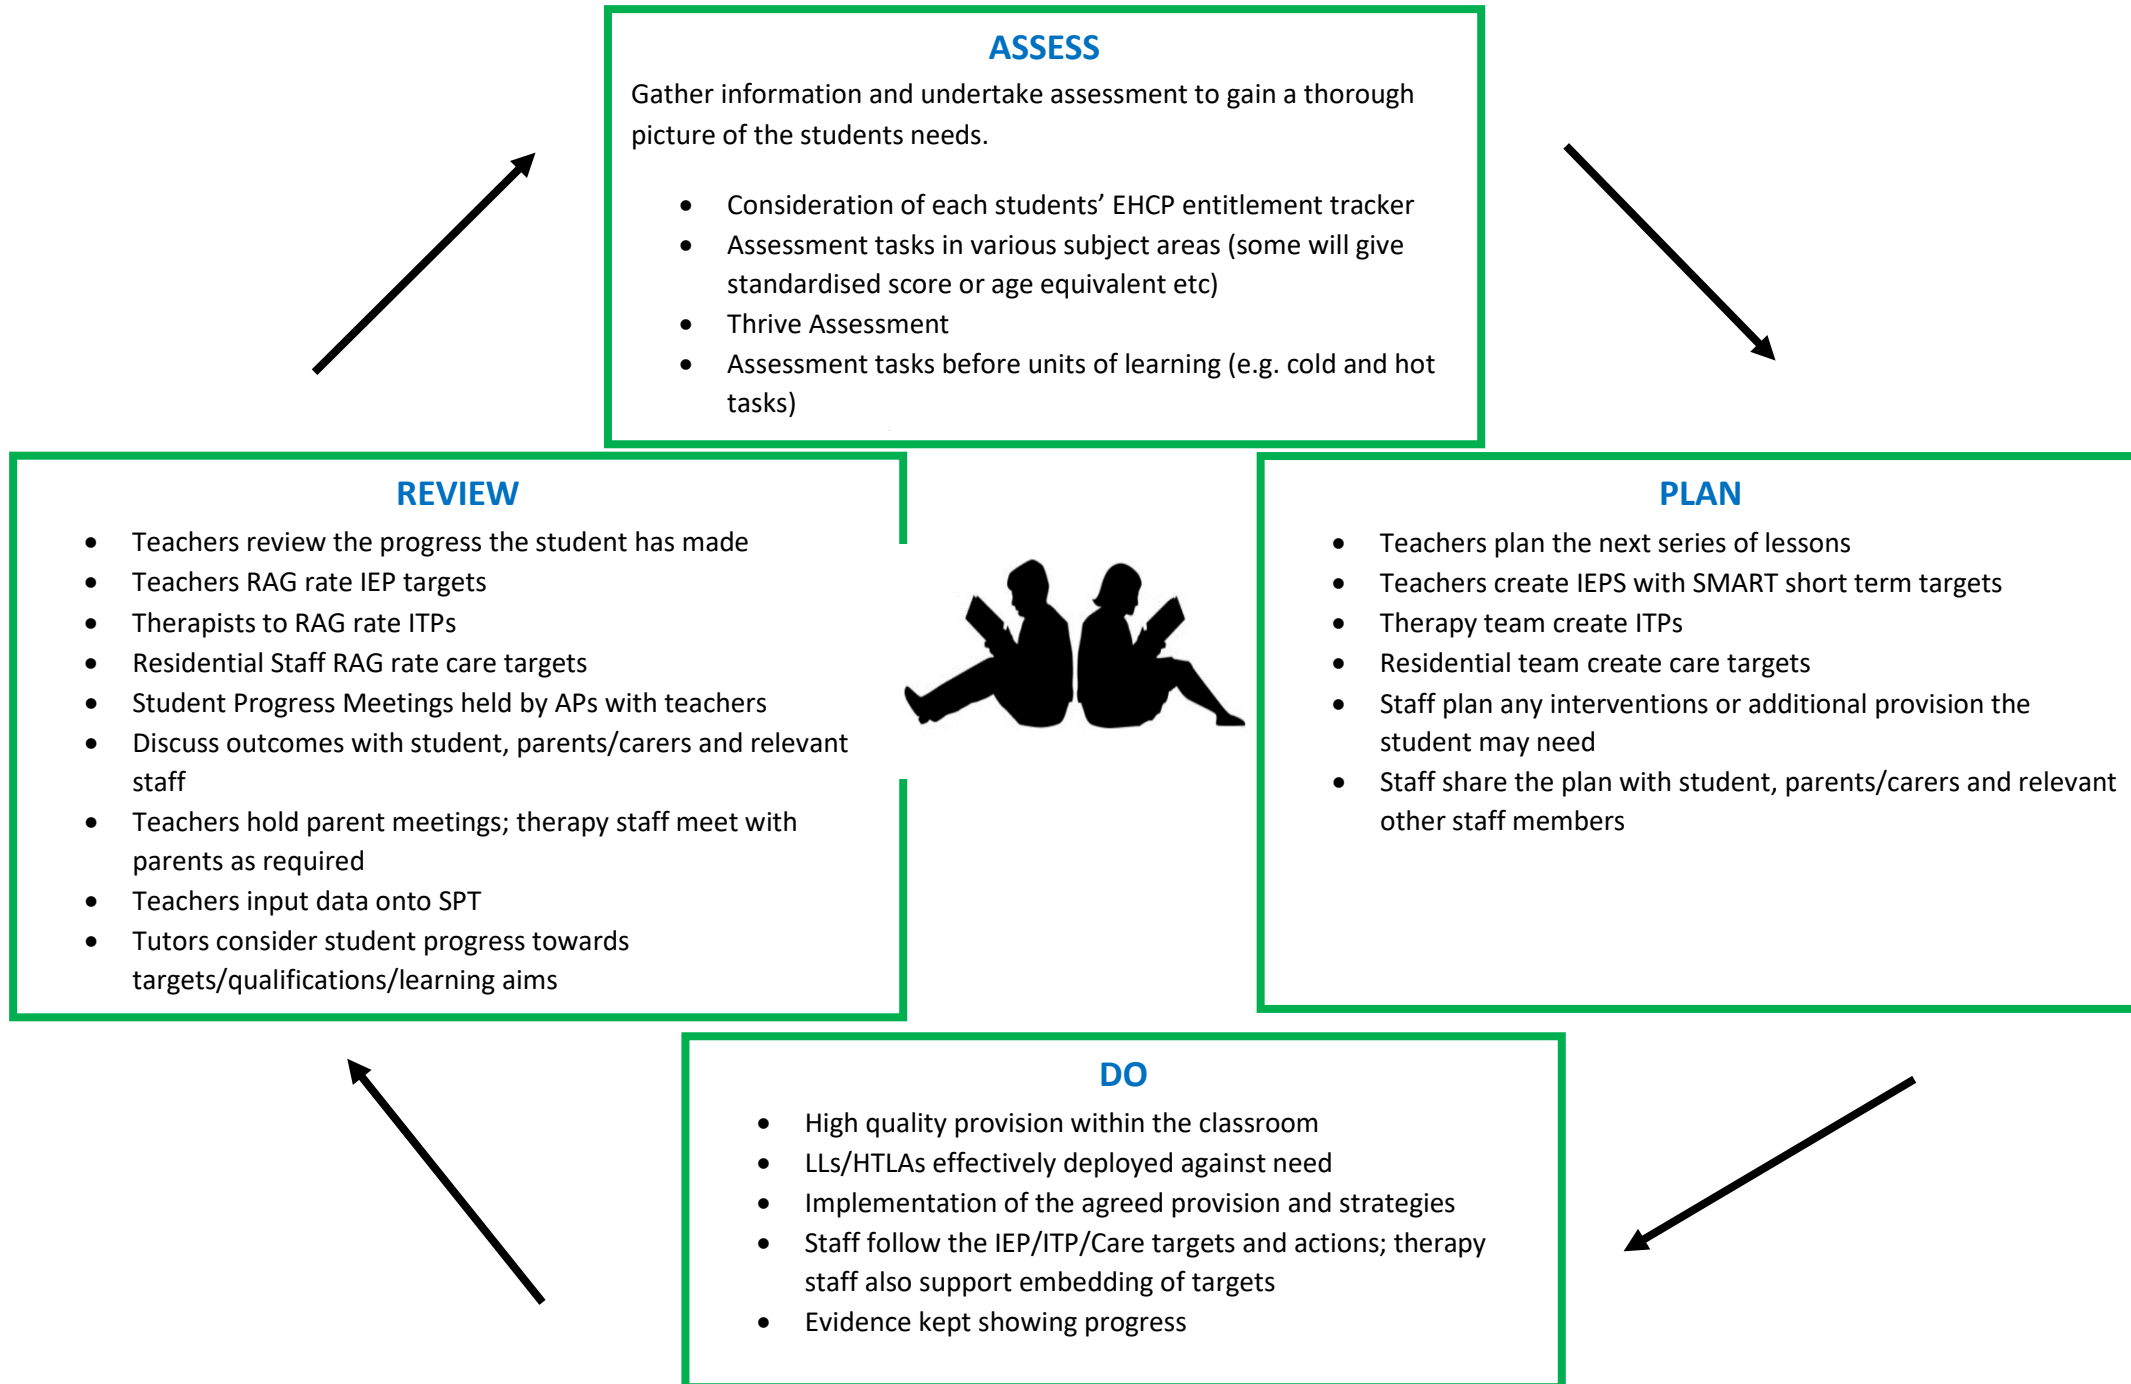 ASSESS
Gather information and undertake assessment to gain a thorough
picture of the students needs.
• Consideration of each students’ EHCP entitlement tracker
• Assessment tasks in various subject areas (some will give
standardised score or age equivalent etc)
• Thrive Assessment
• Assessment tasks before units of learning (e.g. cold and hot
tasks)
REVIEW
• Teachers review the progress the student has made
• Teachers RAG rate IEP targets
• Therapists to RAG rate ITPs
• Residential Staff RAG rate care targets
• Student Progress Meetings held by APs with teachers
• Discuss outcomes with student, parents/carers and relevant
staff
• Teachers hold parent meetings; therapy staff meet with
parents as required
• Teachers input data onto SPT
• Tutors consider student progress towards
targets/qualifications/learning aims
PLAN
• Teachers plan the next series of lessons
• Teachers create IEPS with SMART short term targets
• Therapy team create ITPs
• Residential team create care targets
• Staff plan any interventions or additional provision the
student may need
• Staff share the plan with student, parents/carers and relevant
other staff members
DO
• High quality provision within the classroom
• LLs/HTLAs effectively deployed against need
• Implementation of the agreed provision and strategies
• Staff follow the IEP/ITP/Care targets and actions; therapy
staff also support embedding of targets
• Evidence kept showing progress